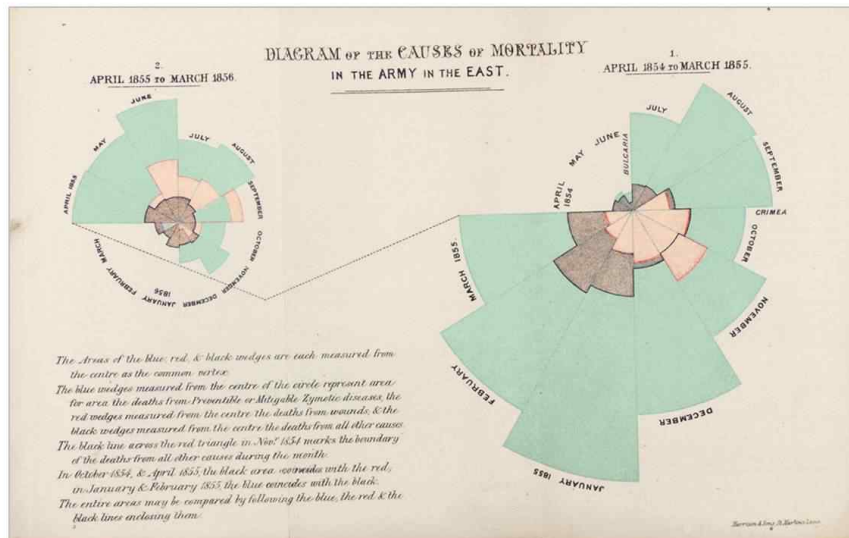 DIAGRAM OF THE CAUSES OF MORTALITY
IN THE ARMY IN THE EAST.
2.
APRIL 1855 TO MARCH 1856.
1.
APRIL 1854 TO MARCH 1855.
APRIL 1855
MAY
JUNE
JULY
AUGUST
SEPTEMBER
OCTOBER
NOVEMBER
DECEMBER
JANUARY
1856
FEBRUARY
MARCH
APRIL
1854
MAY
JUNE
BULGARIA
JULY
AUGUST
SEPTEMBER
CRIMEA
OCTOBER
NOVEMBER
DECEMBER
JANUARY
1855
FEBRUARY
MARCH 1855
The Areas of the blue, red, & black wedges are each measured from
the centre as the common vertex.
The blue wedges measured from the centre of the circle represent area
for area the deaths from Preventible or Mitigable Zymotic diseases, the
red wedges measured from the centre the deaths from wounds, & the
black wedges measured from the centre the deaths from all other causes.
The black line across the red triangle in Novr. 1854 marks the boundary
of the deaths from all other causes during the month.
In October 1854, & April 1855, the black area coincides with the red,
in January & February 1855, the blue coincides with the black.
The entire areas may be compared by following the blue, the red & the
black lines enclosing them.
Harrison & Sons, St. Martins Lane